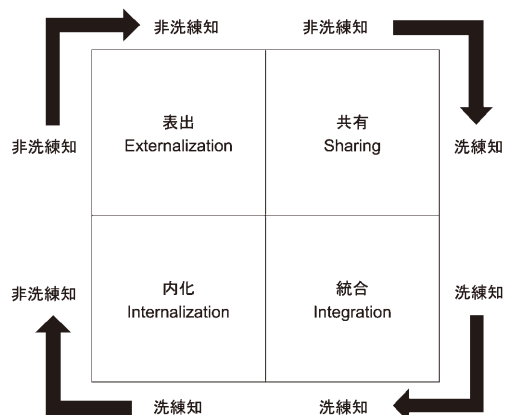 非洗練知 非洗練知
表出 共有
Externalization Sharing
非洗練知 洗練知
非洗練知 洗練知
内化 統合
Internalization Integration
洗練知 洗練知